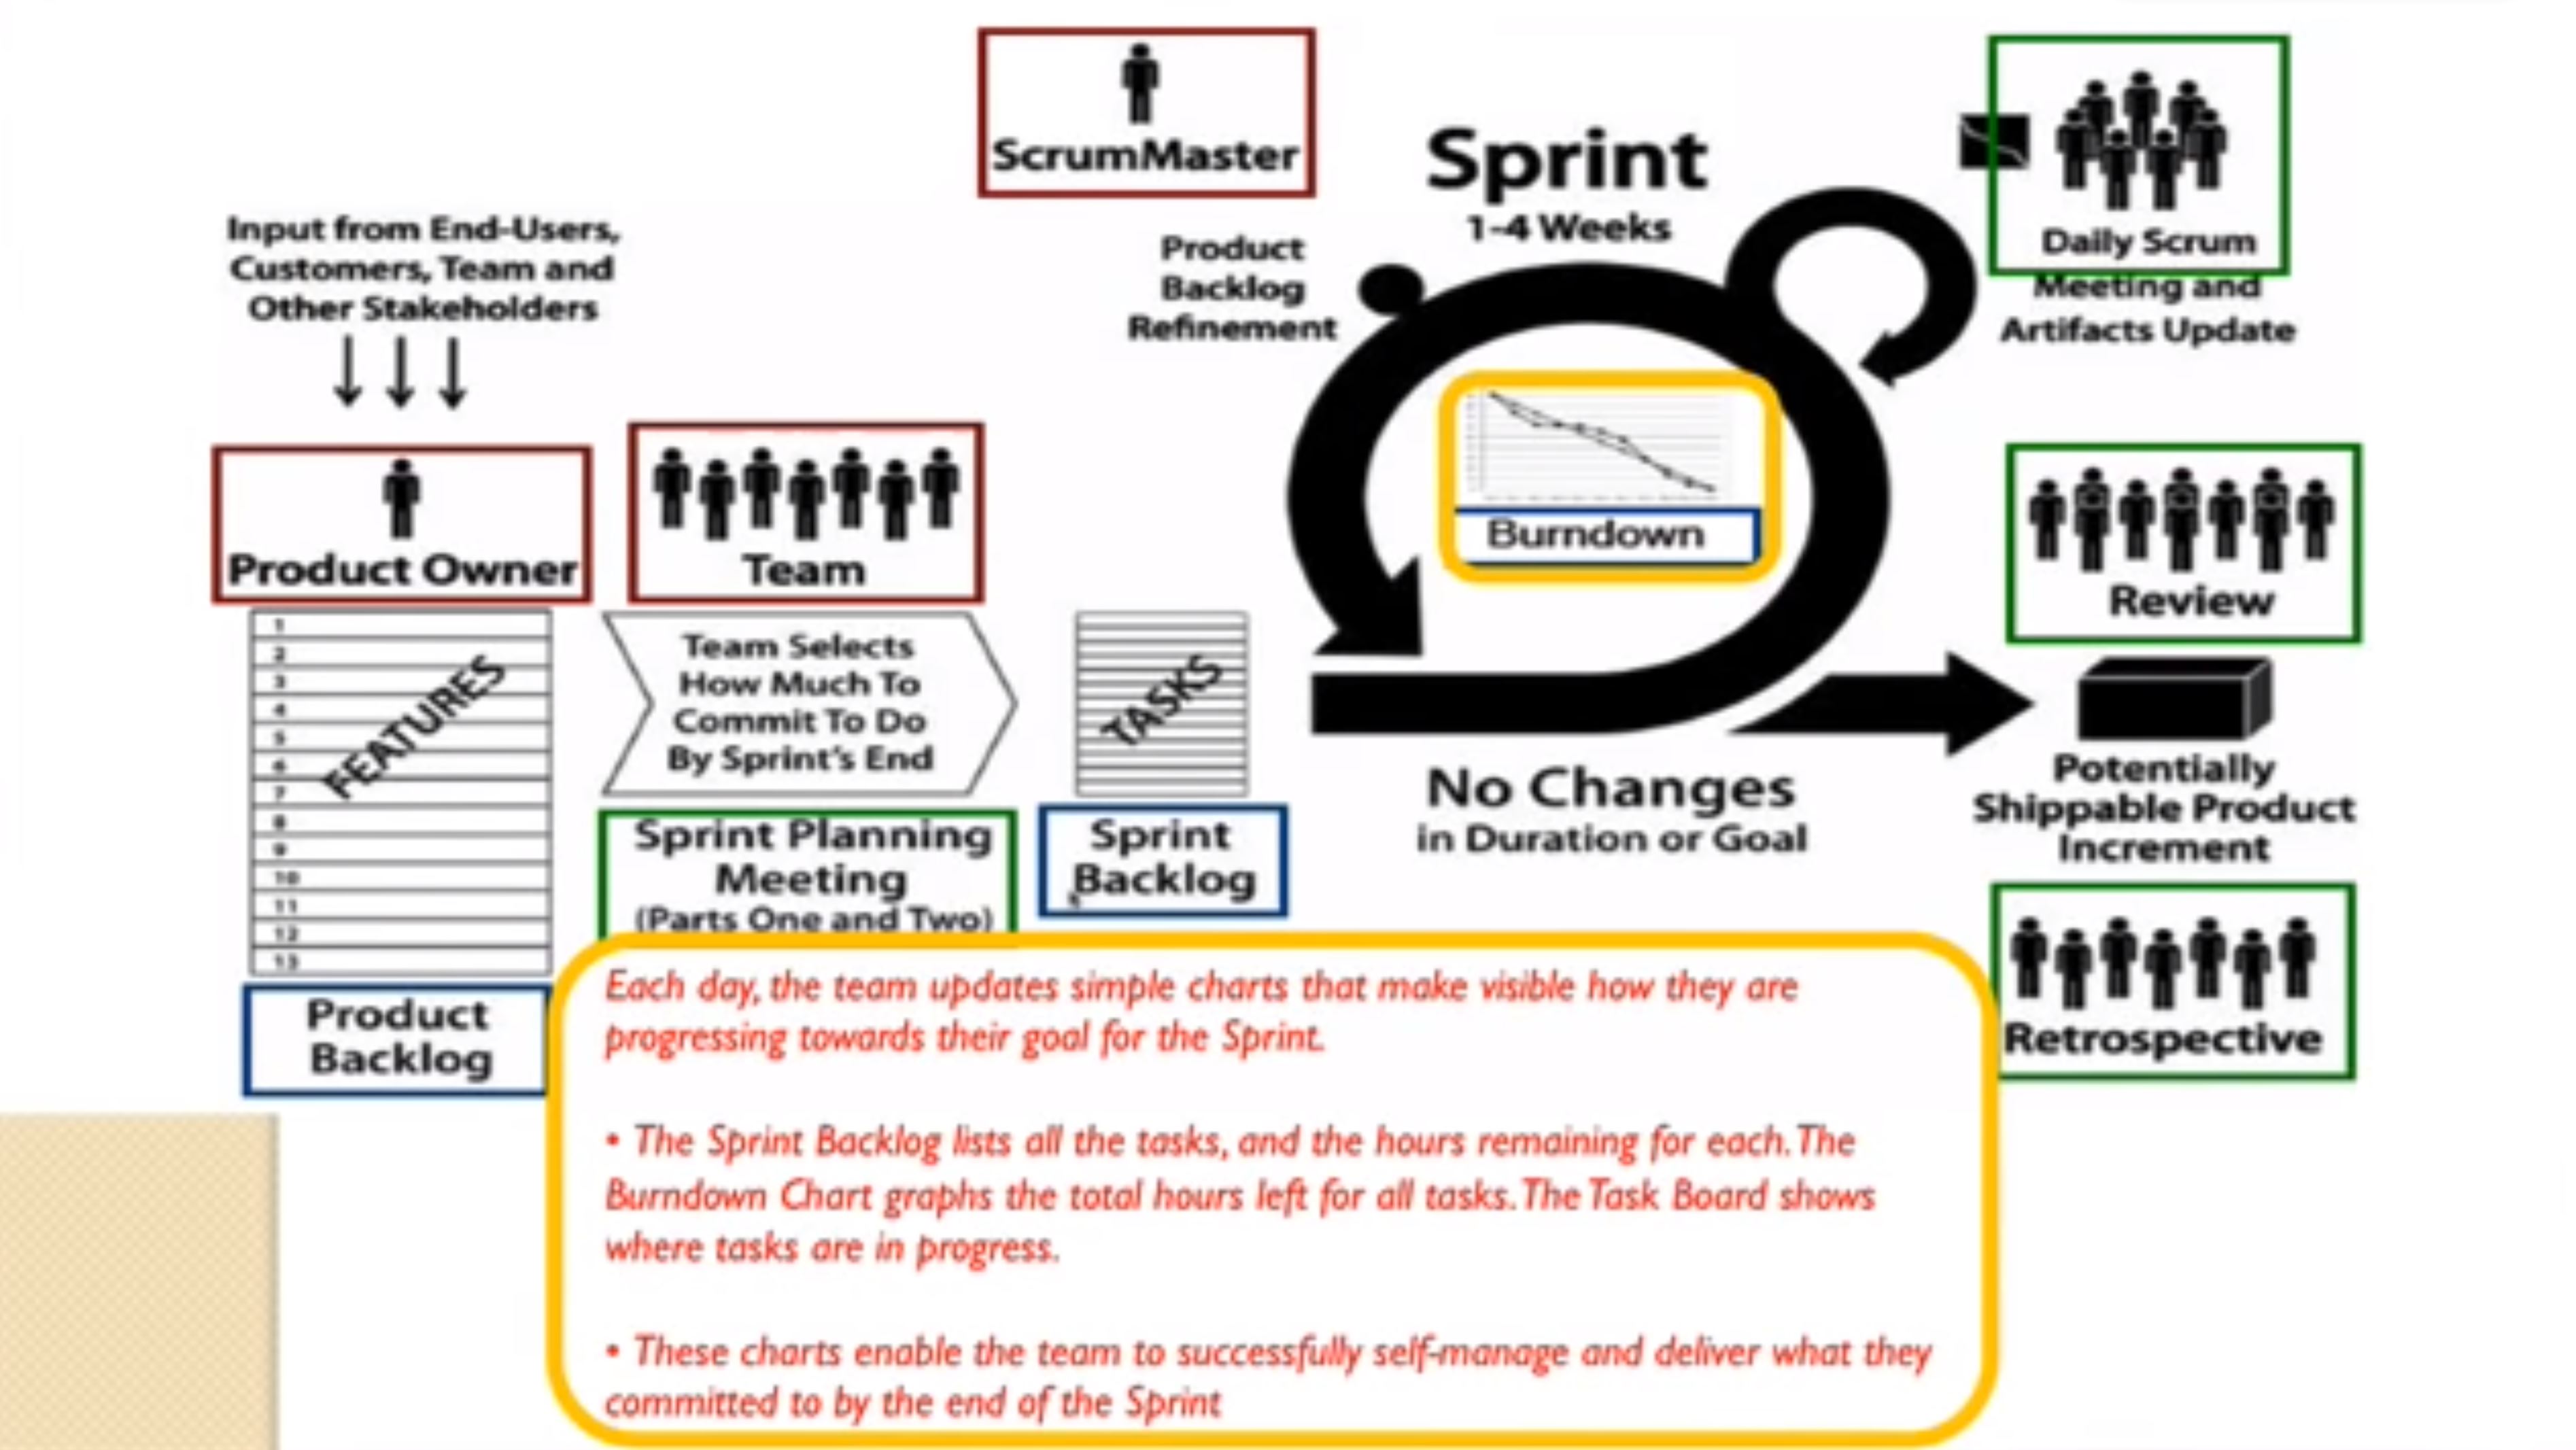 ScrumMaster
Sprint
1-4 Weeks
Daily Scrum
Meeting and
Artifacts Update
Input from End-Users,
Customers, Team and
Other Stakeholders
Product
Backlog
Refinement
Product Owner
Team
Burndown
Review
1
2
3
4
5
6
7
8
9
10
11
12
13
FEATURES
Team Selects
How Much To
Commit To Do
By Sprint's End
TASKS
Product
Backlog
Sprint Planning
Meeting
(Parts One and Two)
Sprint
Backlog
No Changes
in Duration or Goal
Potentially
Shippable Product
Increment
Retrospective
Each day, the team updates simple charts that make visible how they are
progressing towards their goal for the Sprint.
• The Sprint Backlog lists all the tasks, and the hours remaining for each. The
Burndown Chart graphs the total hours left for all tasks. The Task Board shows
where tasks are in progress.
• These charts enable the team to successfully self-manage and deliver what they
committed to by the end of the Sprint